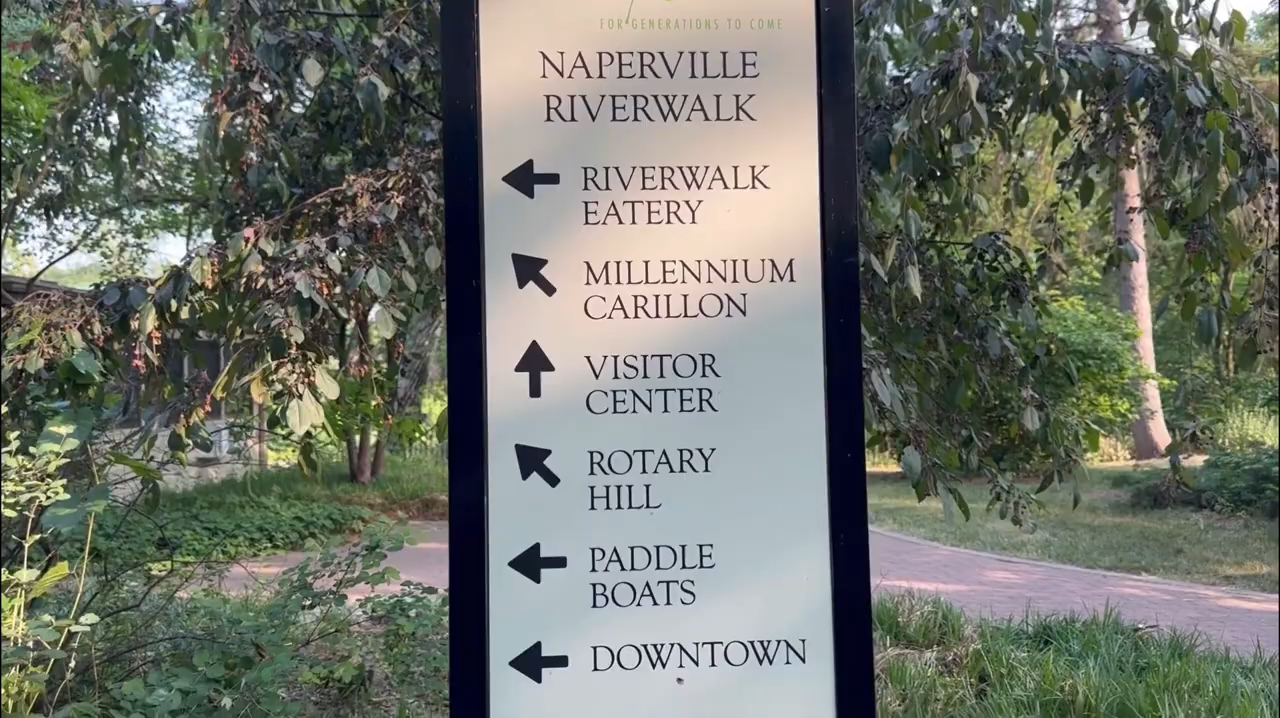 FOR GENERATIONS TO COME
NAPERVILLE
RIVERWALK
RIVERWALK
EATERY
MILLENNIUM
CARILLON
VISITOR
CENTER
ROTARY
HILL
PADDLE
BOATS
DOWNTOWN